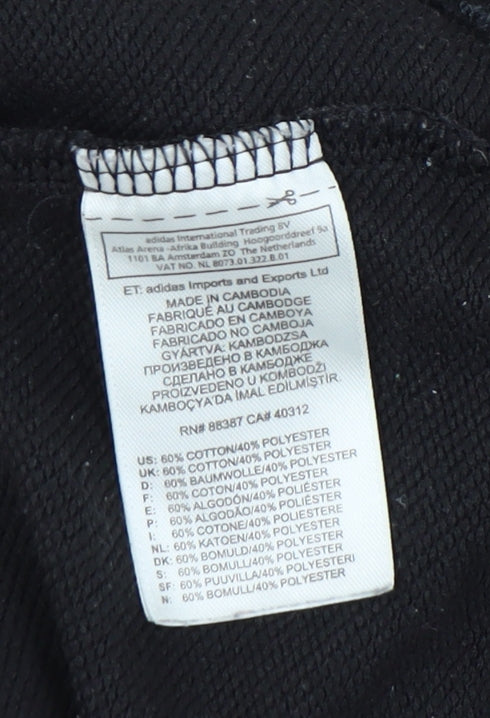 adidas International Trading BV
Atlas Arena -Afrika Building Hoogoorddreef 9a
1101 BA Amsterdam ZO The Netherlands
VAT NO. NL 8073.01.322.B.01
ET: adidas Imports and Exports Ltd
MADE IN CAMBODIA
FABRIQUÉ AU CAMBODGE
FABRICADO EN CAMBOYA
FABRICADO NO CAMBOJA
GYÁRTVA: KAMBODZSA
ПРОИЗВЕДЕНО В КАМБОДЖА
СДЕЛАНО В КАМБОДЖЕ
PROIZVEDENO U KOMBODŽI
KAMBOÇYA'DA İMAL EDİLMİŞTİR.
RN# 88387 CA# 40312
US: 60% COTTON/40% POLYESTER
UK: 60% COTTON/40% POLYESTER
D: 60% BAUMWOLLE/40% POLYESTER
F: 60% COTON/40% POLYESTER
E: 60% ALGODÓN/40% POLIÉSTER
P: 60% ALGODÃO/40% POLIÉSTER
I: 60% COTONE/40% POLIESTERE
NL: 60% KATOEN/40% POLYESTER
DK: 60% BOMULD/40% POLYESTER
S: 60% BOMULL/40% POLYESTER
SF: 60% PUUVILLA/40% POLYESTERI
N: 60% BOMULL/40% POLYESTER